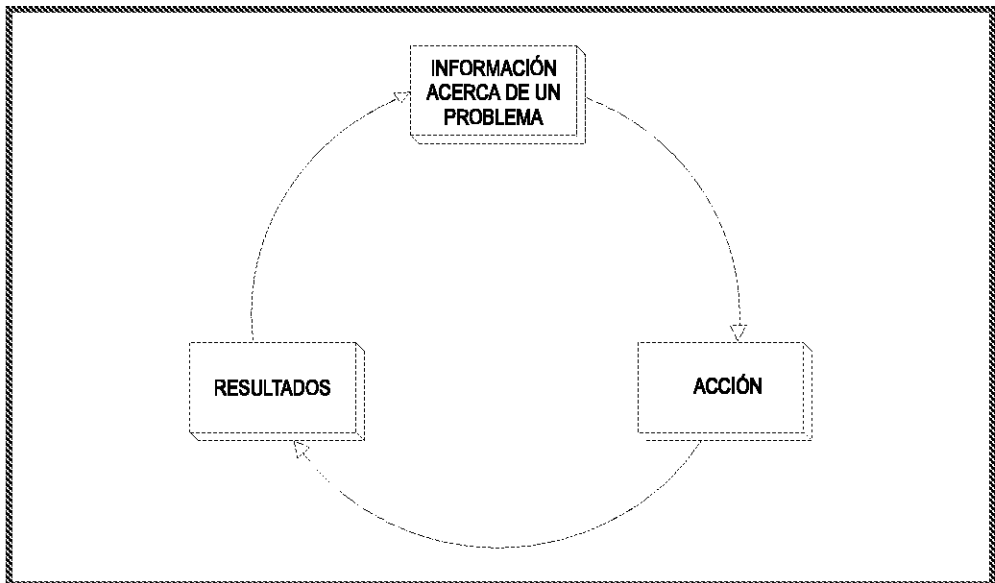 INFORMACIÓN
ACERCA DE UN
PROBLEMA
RESULTADOS
ACCIÓN